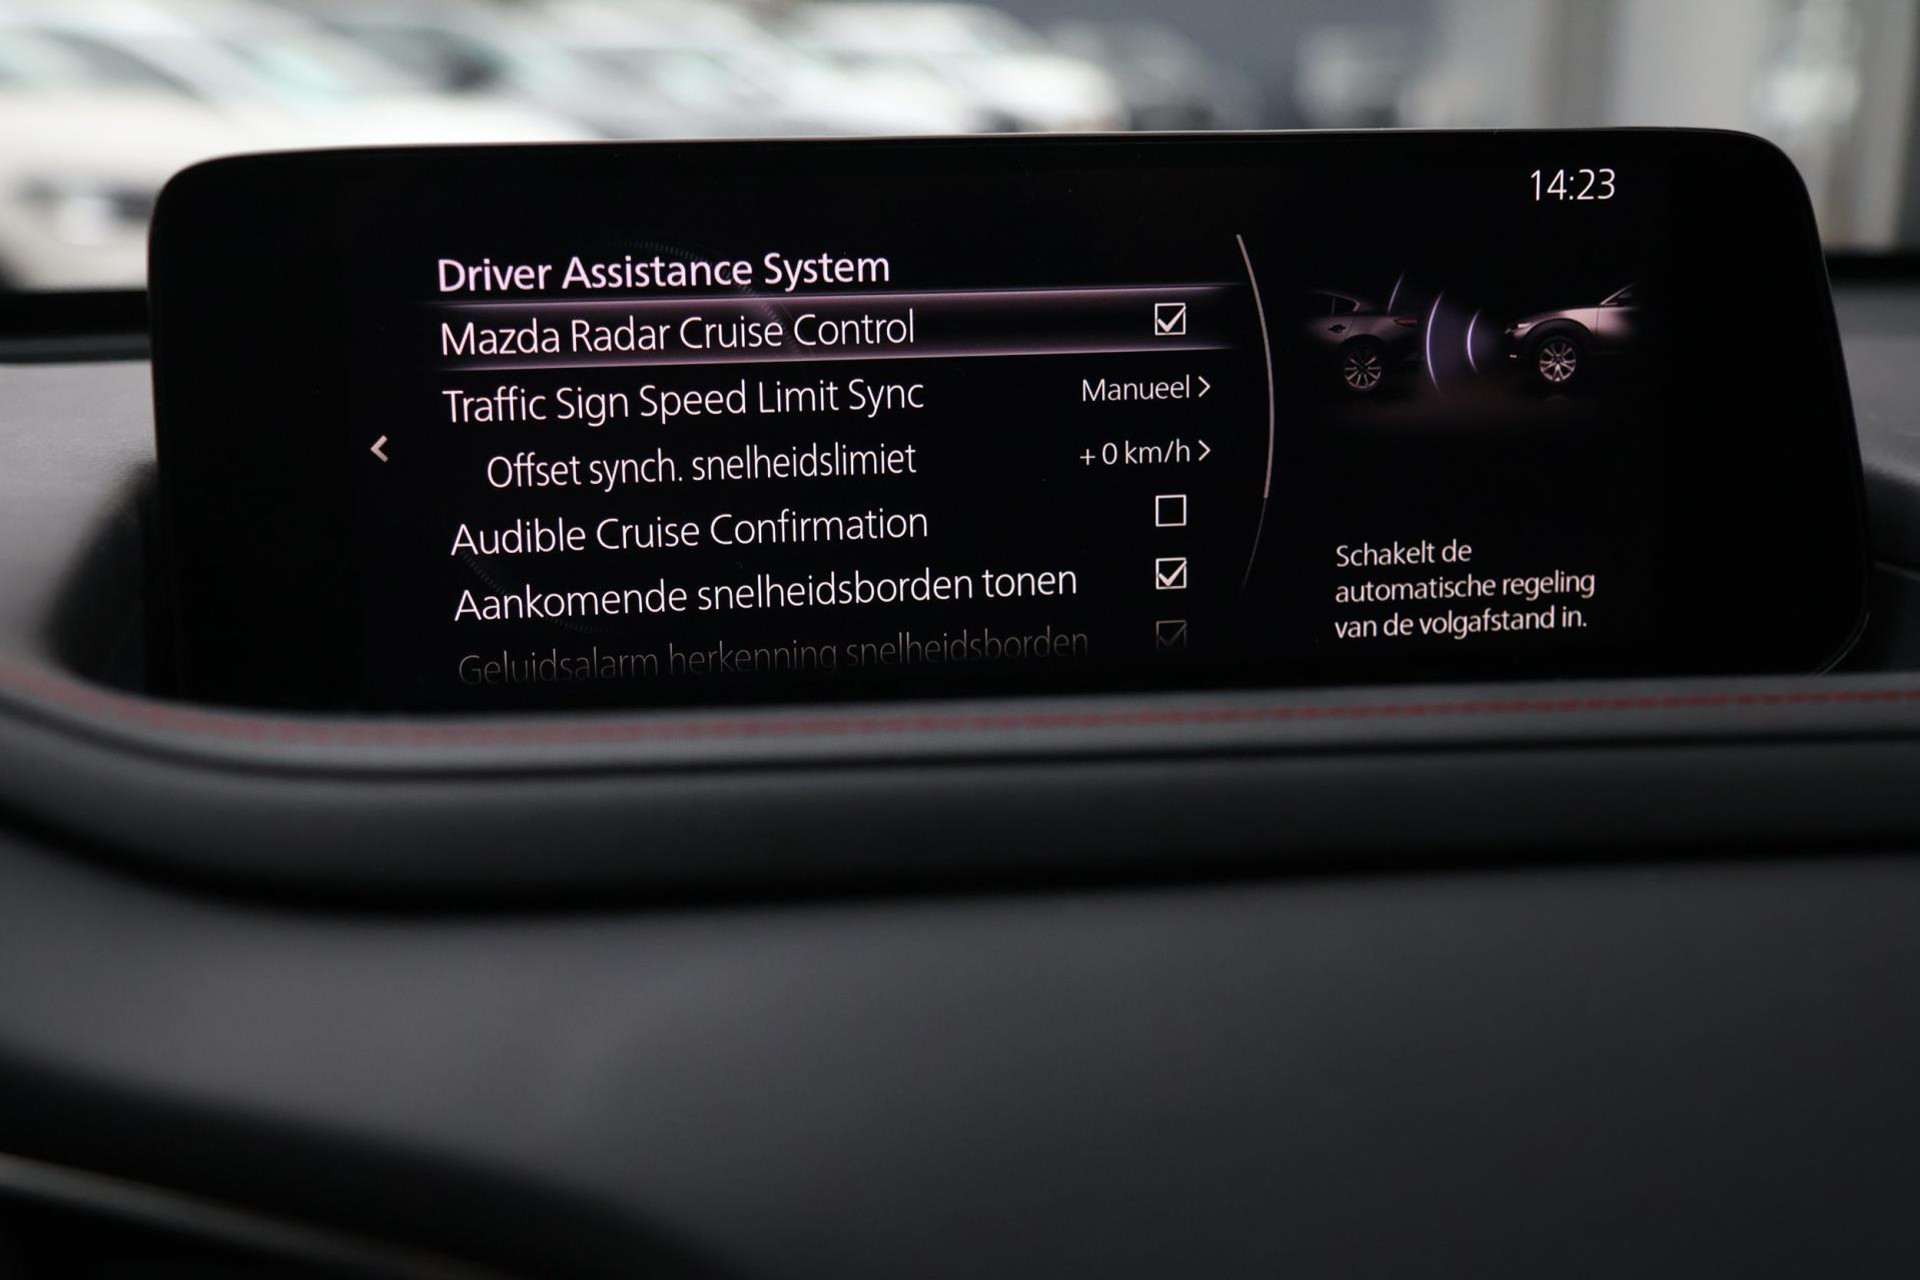 14:23
Driver Assistance System
Mazda Radar Cruise Control
Traffic Sign Speed Limit Sync Manueel >
Offset synch. snelheidslimiet + 0 km/h >
Audible Cruise Confirmation
Aankomende snelheidsborden tonen
Geluidsalarm herkenning snelheidsborden
Schakelt de
automatische regeling
van de volgafstand in.